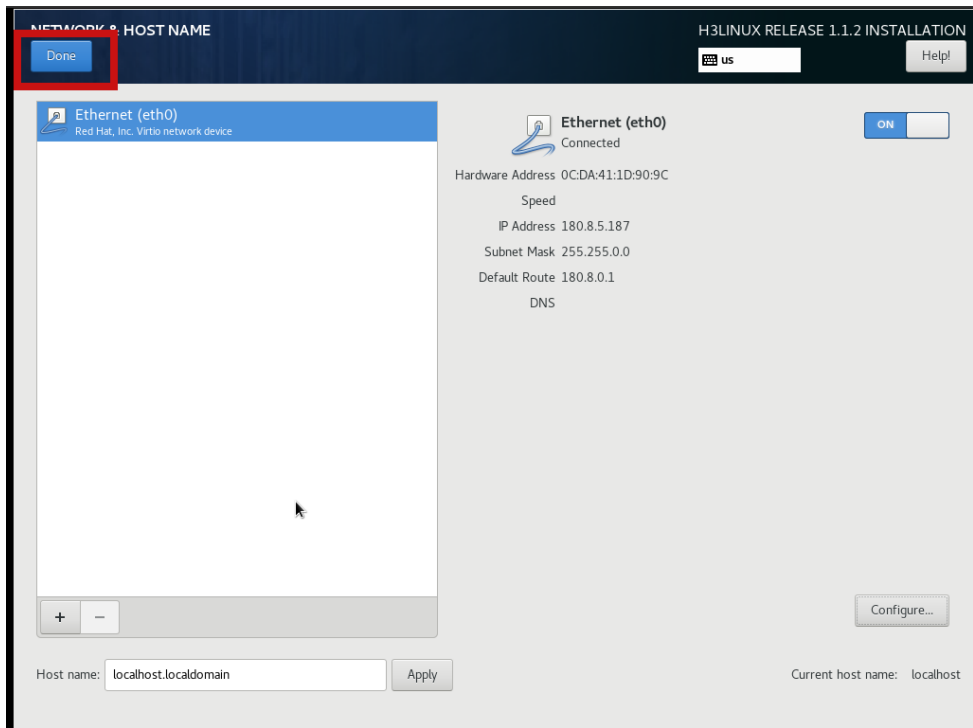 NETWORK & HOST NAME
H3LINUX RELEASE 1.1.2 INSTALLATION
Done
us
Help!
Ethernet (eth0)
Red Hat, Inc. Virtio network device
Ethernet (eth0)
Connected
ON
Hardware Address 0C:DA:41:1D:90:9C
Speed
IP Address 180.8.5.187
Subnet Mask 255.255.0.0
Default Route 180.8.0.1
DNS
+ −
Configure...
Host name: localhost.localdomain Apply
Current host name: localhost